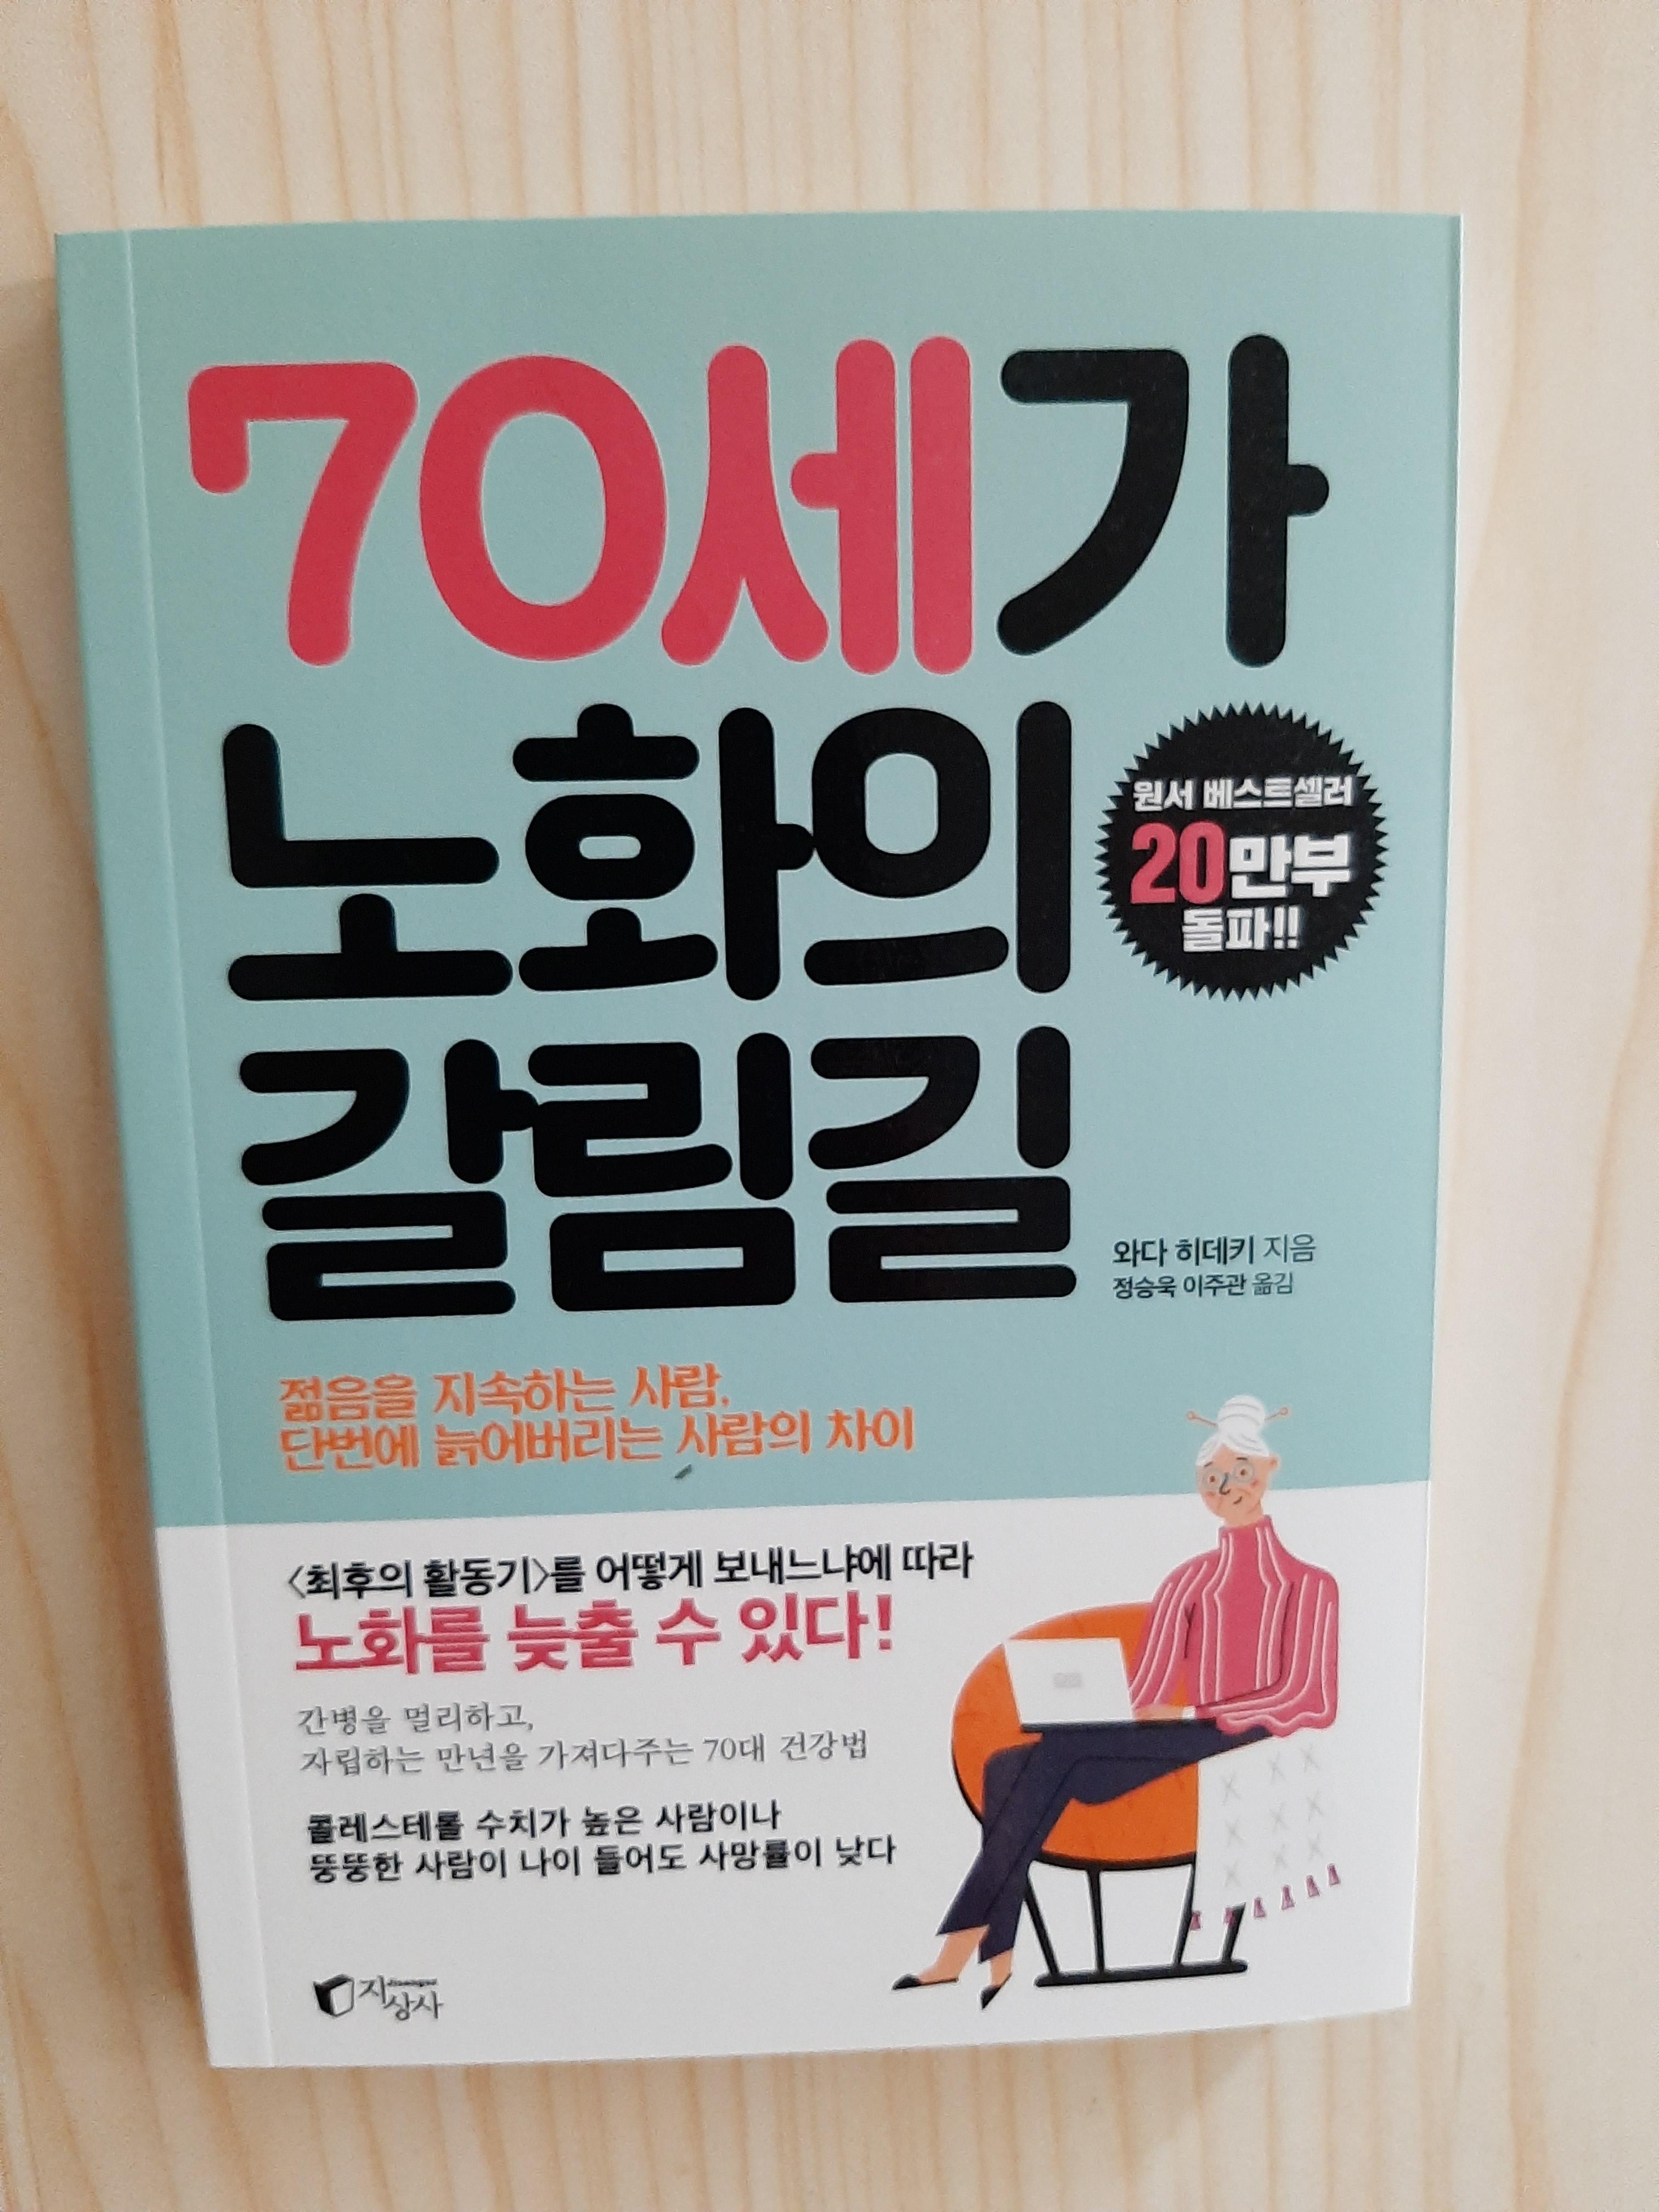 70세가
노화의
갈림길
원서 베스트셀러
20만부
돌파!!
와다 히데키 지음
정승욱 이주관 옮김
젊음을 지속하는 사람,
단번에 늙어버리는 사람의 차이
<최후의 활동기>를 어떻게 보내느냐에 따라
노화를 늦출 수 있다!
간병을 멀리하고,
자립하는 만년을 가져다주는 70대 건강법
콜레스테롤 수치가 높은 사람이나
뚱뚱한 사람이 나이 들어도 사망률이 낮다
지상사